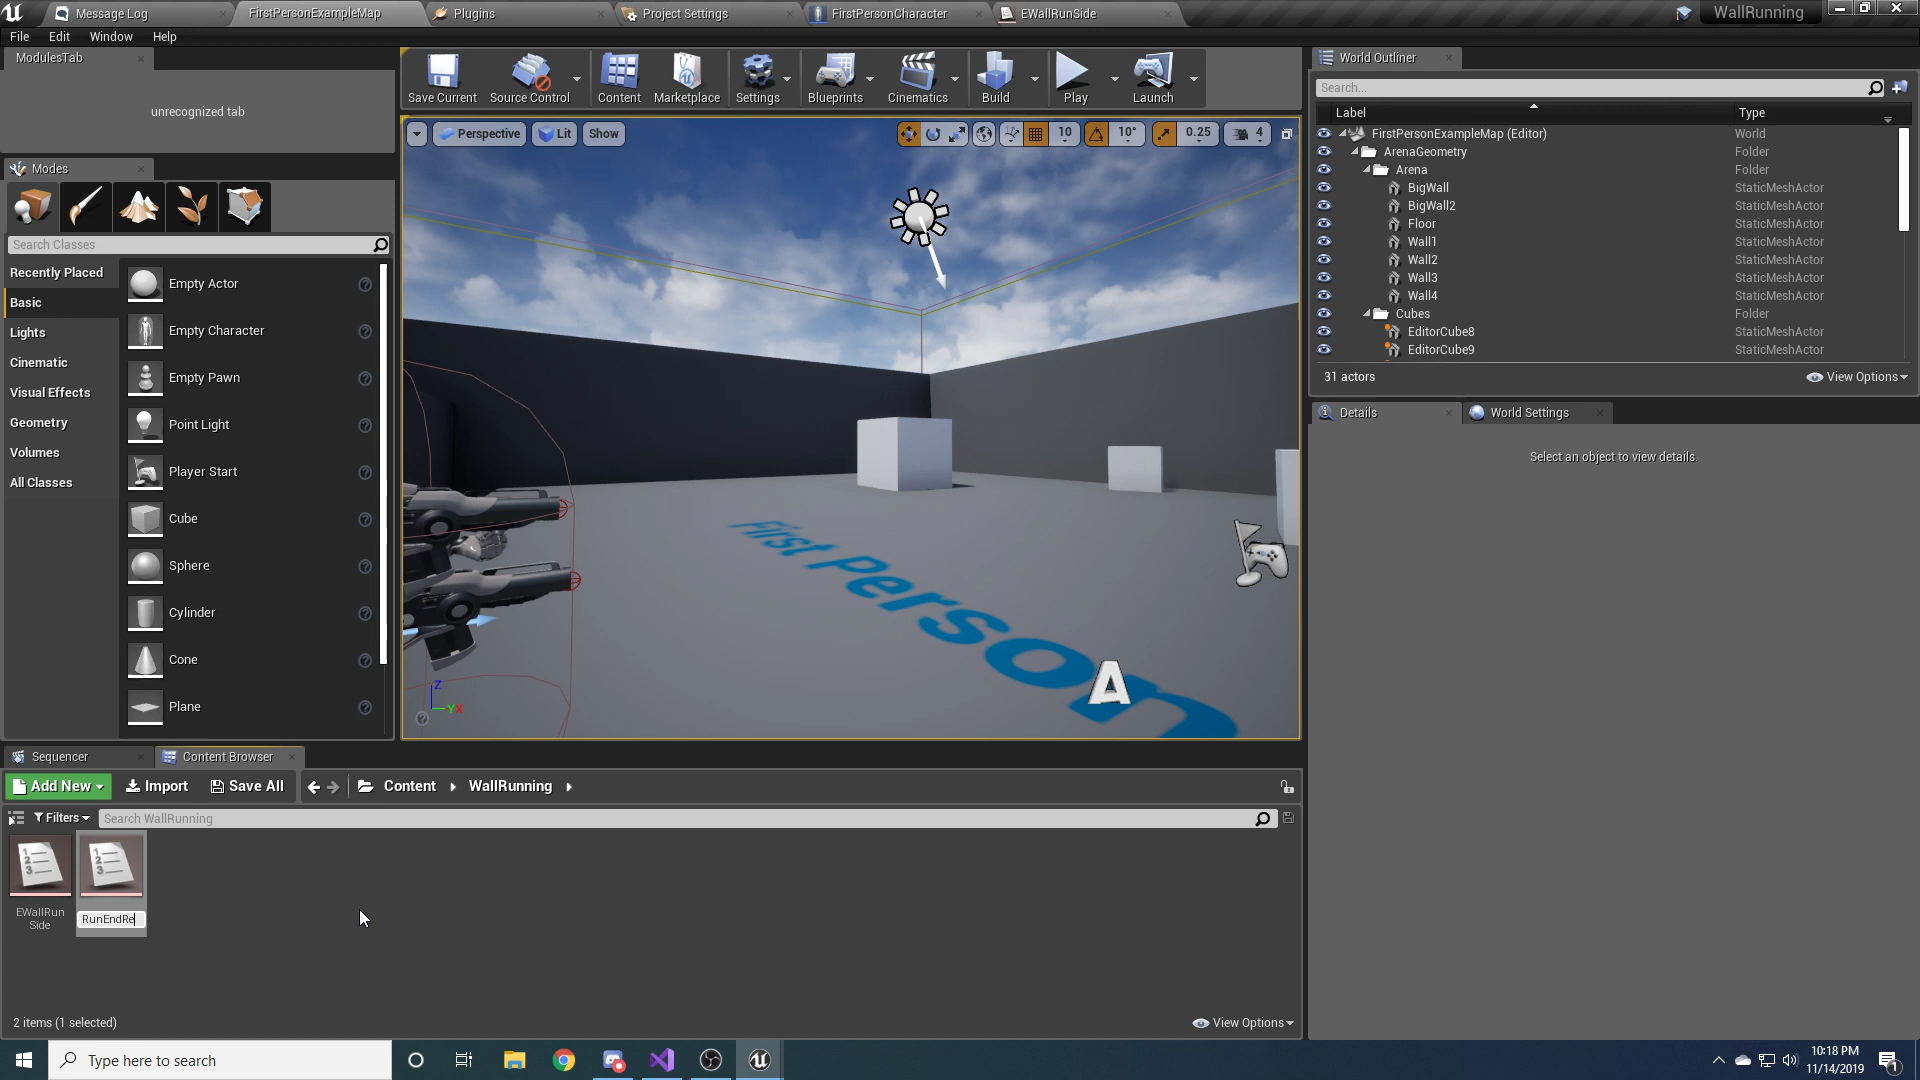 Message Log
FirstPersonExampleMap
Plugins
Project Settings
FirstPersonCharacter
EWallRunSide
WallRunning
File Edit Window Help
ModulesTab
unrecognized tab
Modes
Search Classes
Recently Placed
Basic
Lights
Cinematic
Visual Effects
Geometry
Volumes
All Classes
Empty Actor
Empty Character
Empty Pawn
Point Light
Player Start
Cube
Sphere
Cylinder
Cone
Plane
Save Current
Source Control
Content
Marketplace
Settings
Blueprints
Cinematics
Build
Play
Launch
Perspective
Lit
Show
10
10°
0.25
4
First Person
A
Z
Y X
World Outliner
Search...
Label Type
FirstPersonExampleMap (Editor) World
ArenaGeometry Folder
Arena Folder
BigWall StaticMeshActor
BigWall2 StaticMeshActor
Floor StaticMeshActor
Wall1 StaticMeshActor
Wall2 StaticMeshActor
Wall3 StaticMeshActor
Wall4 StaticMeshActor
Cubes Folder
EditorCube8 StaticMeshActor
EditorCube9 StaticMeshActor
31 actors
View Options
Details
World Settings
Select an object to view details.
Sequencer
Content Browser
Add New
Import
Save All
Content
WallRunning
Filters
Search WallRunning
1
2
3
1
2
3
EWallRun
Side
RunEndRe
2 items (1 selected)
View Options
Type here to search
10:18 PM
11/14/2019
1